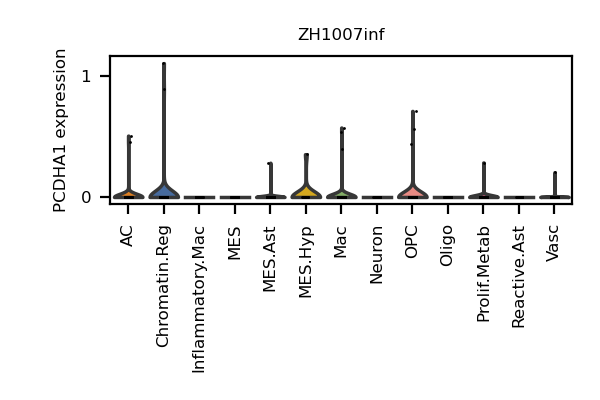 ZH1007inf
PCDHA1 expression
1
0
AC
Chromatin.Reg
Inflammatory.Mac
MES
MES.Ast
MES.Hyp
Mac
Neuron
OPC
Oligo
Prolif.Metab
Reactive.Ast
Vasc